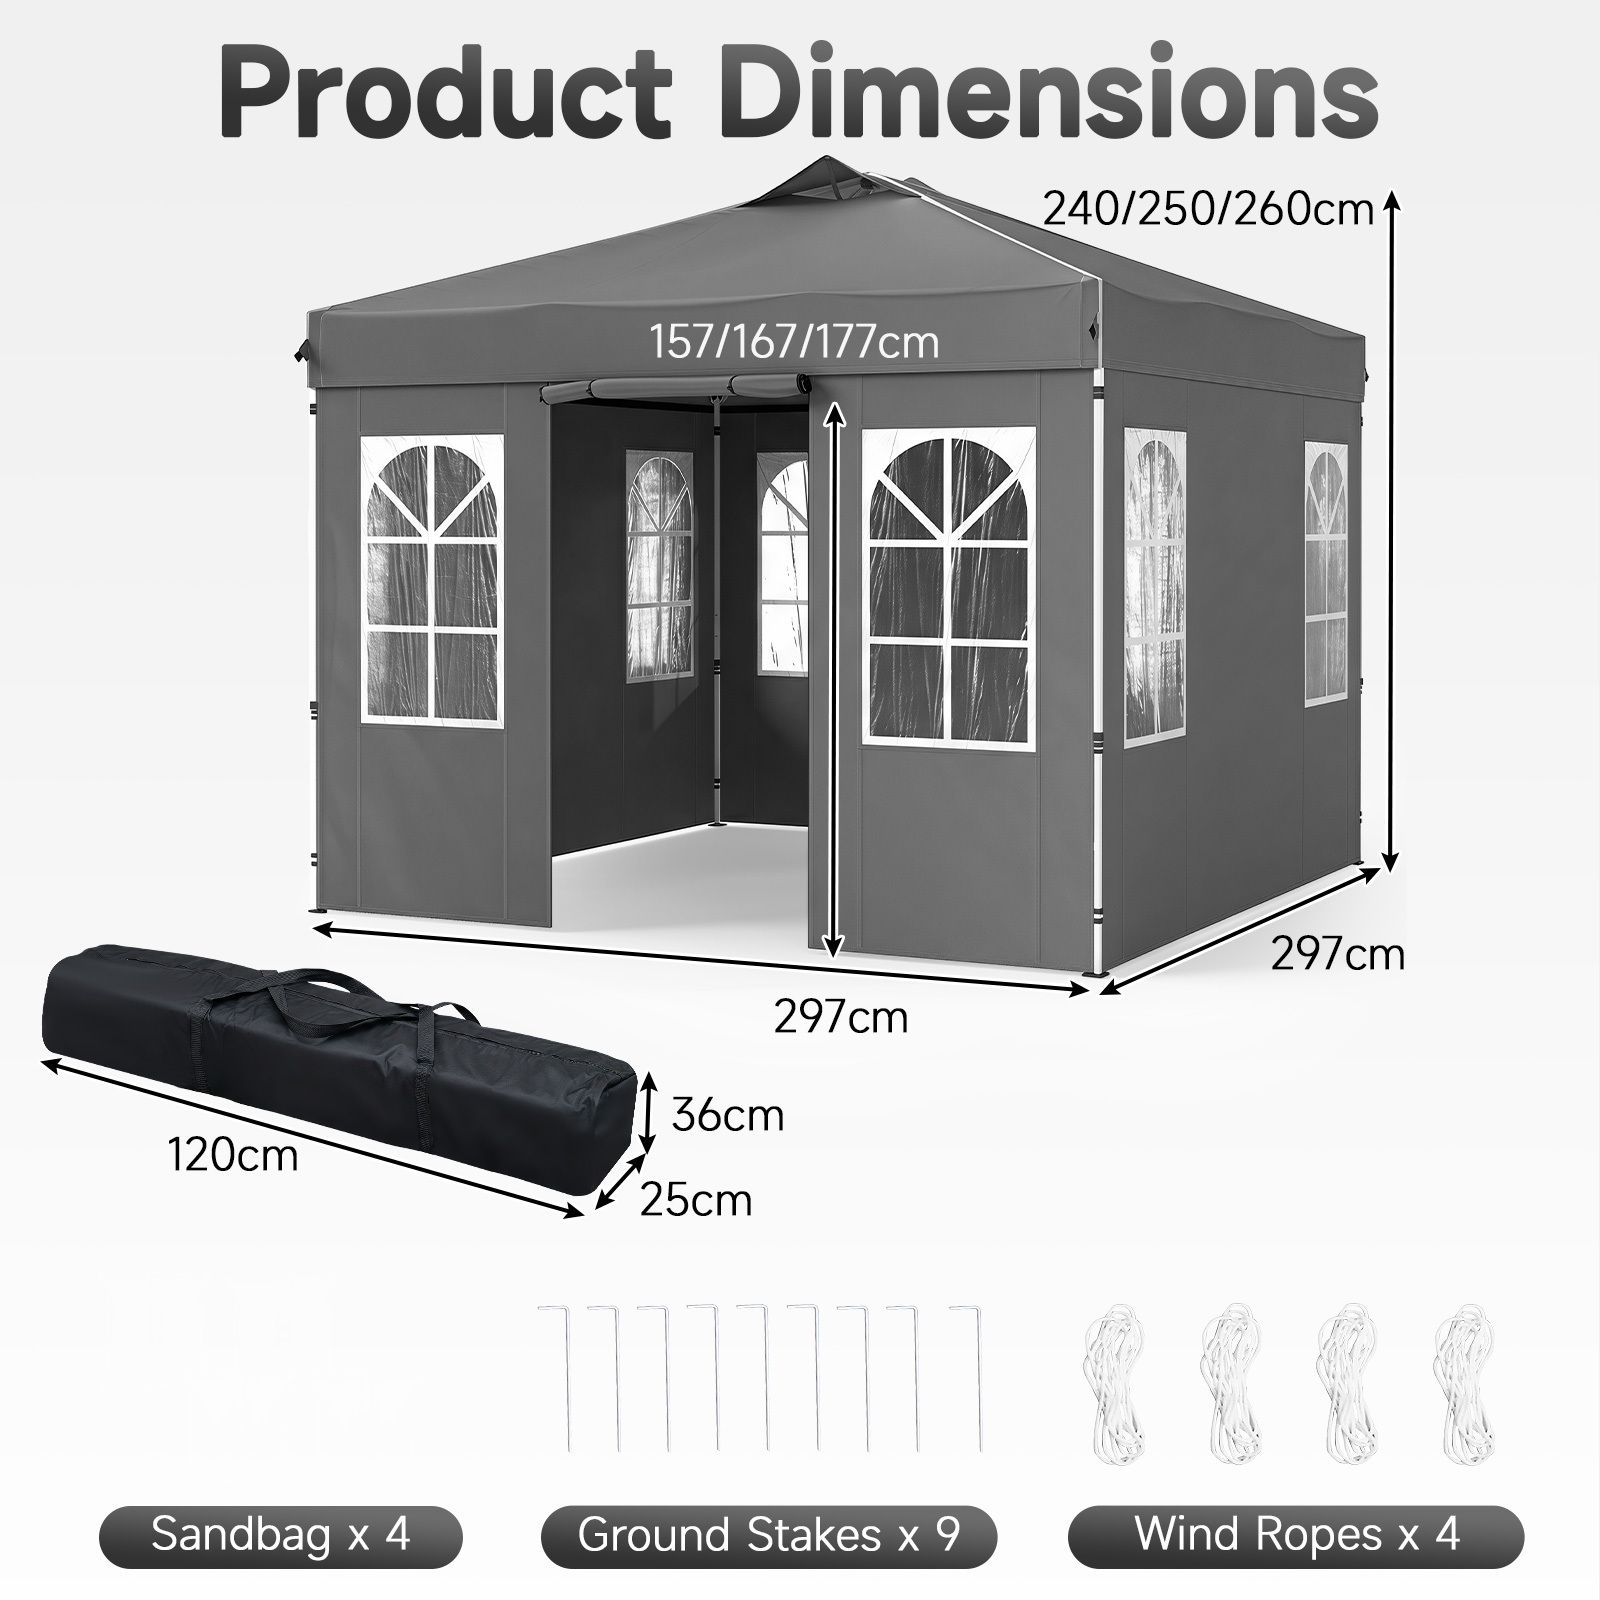 Product Dimensions
240/250/260cm
157/167/177cm
297cm
297cm
36cm
120cm
25cm
Sandbag x 4
Ground Stakes x 9
Wind Ropes x 4